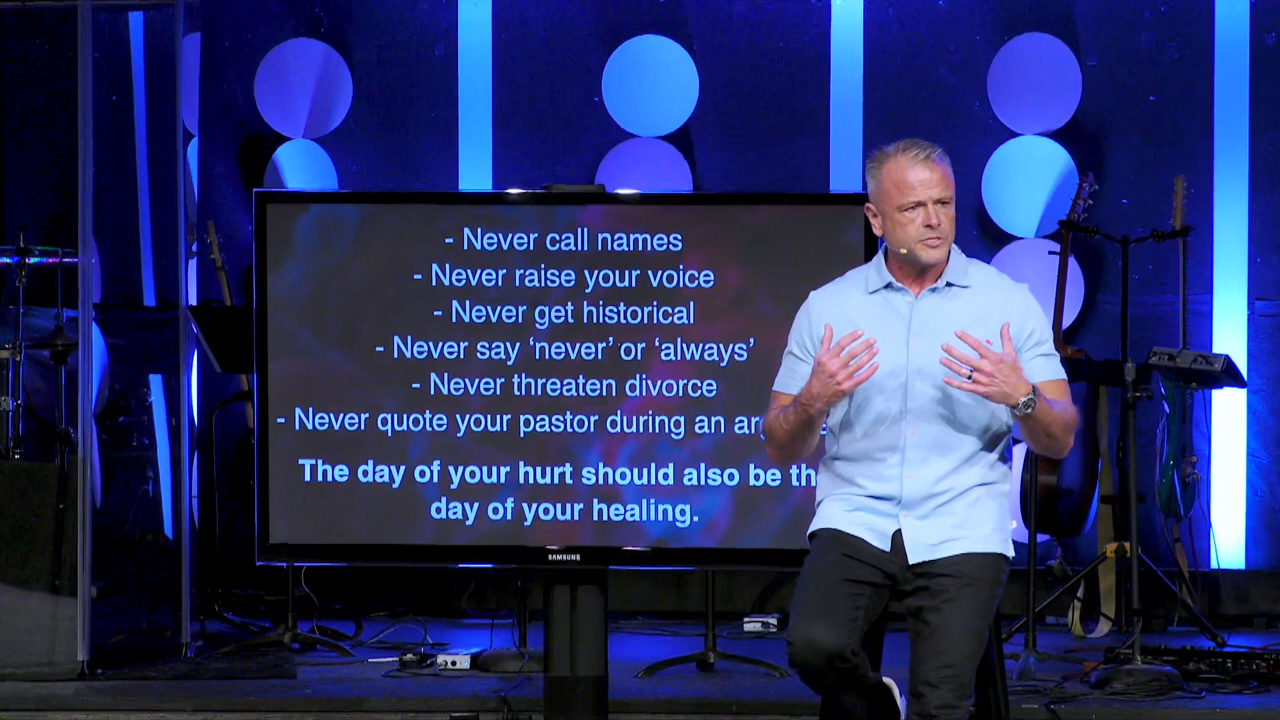 - Never call names
- Never raise your voice
- Never get historical
- Never say ‘never’ or ‘always’
- Never threaten divorce
- Never quote your pastor during an
The day of your hurt should also be
day of your healing.
SAMSUNG